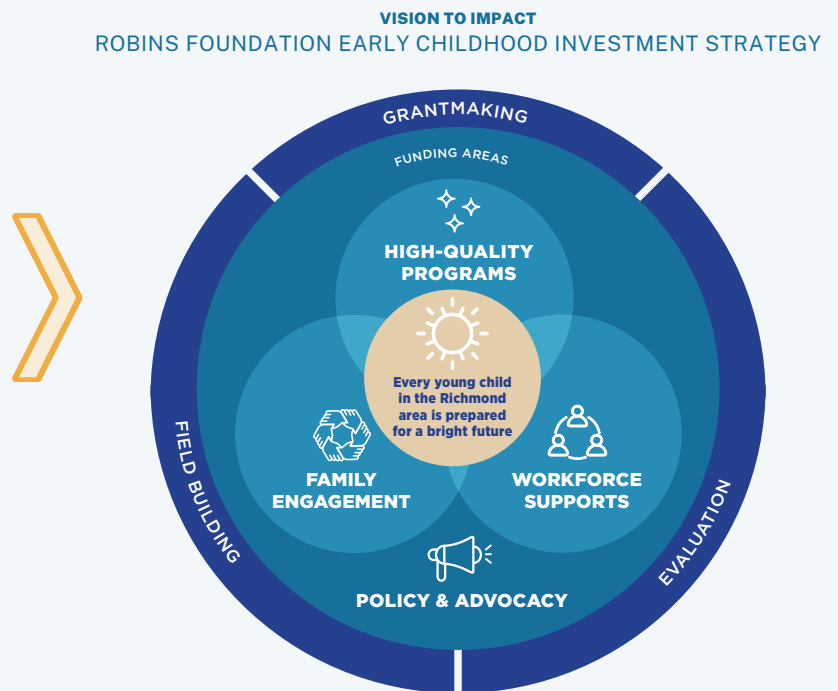 VISION TO IMPACT
ROBINS FOUNDATION EARLY CHILDHOOD INVESTMENT STRATEGY
GRANTMAKING
FUNDING AREAS
HIGH-QUALITY
PROGRAMS
Every young child
in the Richmond
area is prepared
for a bright future
FAMILY
ENGAGEMENT
WORKFORCE
SUPPORTS
FIELD BUILDING
EVALUATION
POLICY & ADVOCACY